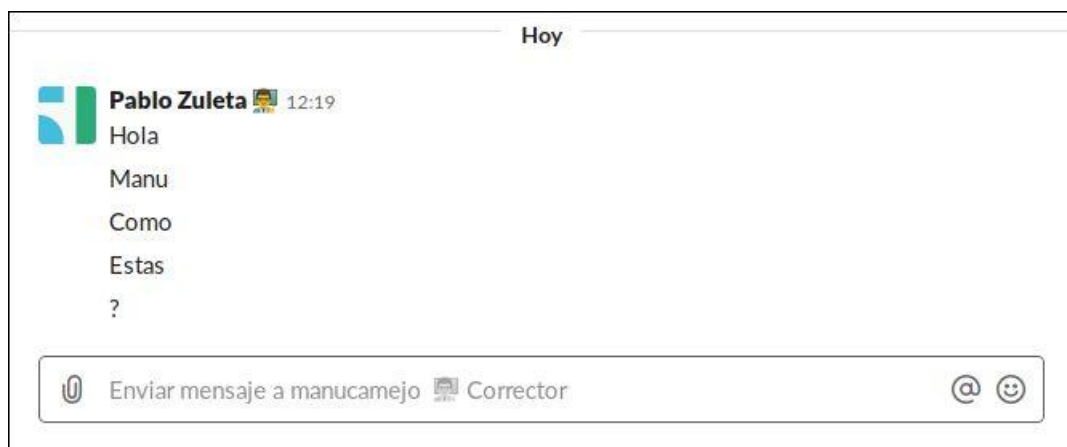 Hoy
Pablo Zuleta 12:19
Hola
Manu
Como
Estas
?
Enviar mensaje a manucamejo Corrector